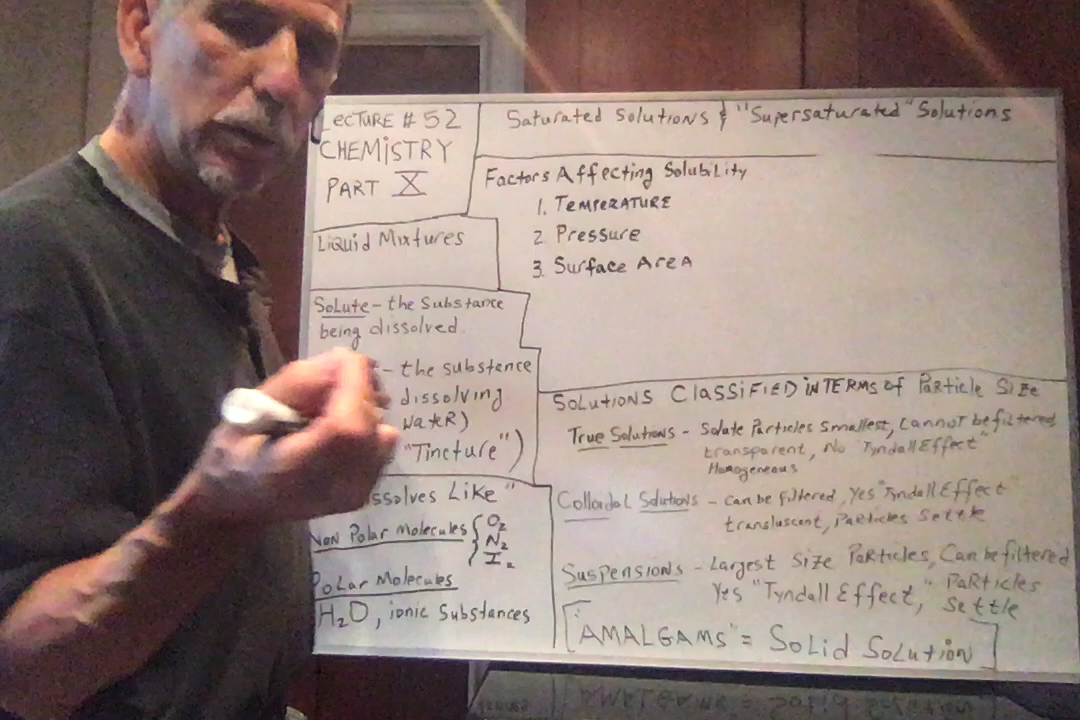 LECTURE # 52
CHEMISTRY
PART X
Saturated Solutions & "Supersaturated" Solutions
Factors Affecting Solubility
1. TEMPERATURE
2. Pressure
3. Surface Area
Liquid Mixtures
Solute - the Substance
being dissolved
- the substance
dissolving
"Tincture")
Like"
Non Polar Molecules { O2
N2
I2
Polar Molecules
H2O, ionic Substances
SOLUTIONS CLASSIFIED IN TERMS OF PARTICLE SIZE
True Solutions - Solute Particles Smallest, Cannot be filtered
transparent, No "Tyndall Effect"
Homogeneous
Colloidal Solutions - Can be filtered, Yes "Tyndall Effect"
transluscent, Particles Settle
Suspensions - Largest Size Particles, Can be filtered
Yes "Tyndall Effect," Particles
Settle
["AMALGAMS" = Solid Solution]